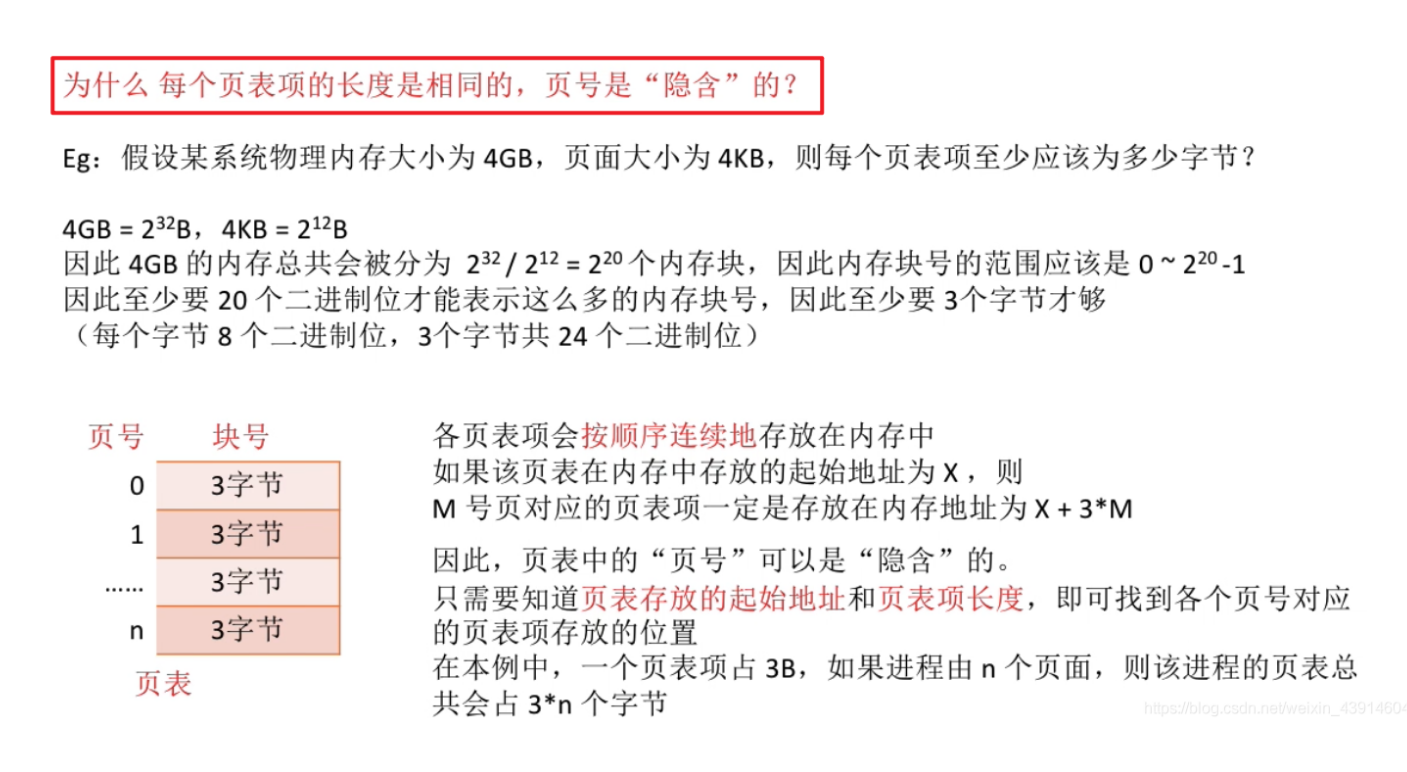 为什么 每个页表项的长度是相同的，页号是“隐含”的？
Eg：假设某系统物理内存大小为 4GB，页面大小为 4KB，则每个页表项至少应该为多少字节？
4GB = 2³²B，4KB = 2¹²B
因此 4GB 的内存总共会被分为 2³² / 2¹² = 2²⁰ 个内存块，因此内存块号的范围应该是 0 ~ 2²⁰ -1
因此至少要 20 个二进制位才能表示这么多的内存块号，因此至少要 3个字节才够
（每个字节 8 个二进制位，3个字节共 24 个二进制位）
页号 块号
0 3字节
1 3字节
...... 3字节
n 3字节
页表
各页表项会按顺序连续地存放在内存中
如果该页表在内存中存放的起始地址为 X ，则
M 号页对应的页表项一定是存放在内存地址为 X + 3*M
因此，页表中的“页号”可以是“隐含”的。
只需要知道页表存放的起始地址和页表项长度，即可找到各个页号对应
的页表项存放的位置
在本例中，一个页表项占 3B，如果进程由 n 个页面，则该进程的页表总
共会占 3*n 个字节
https://blog.csdn.net/weixin_43914604